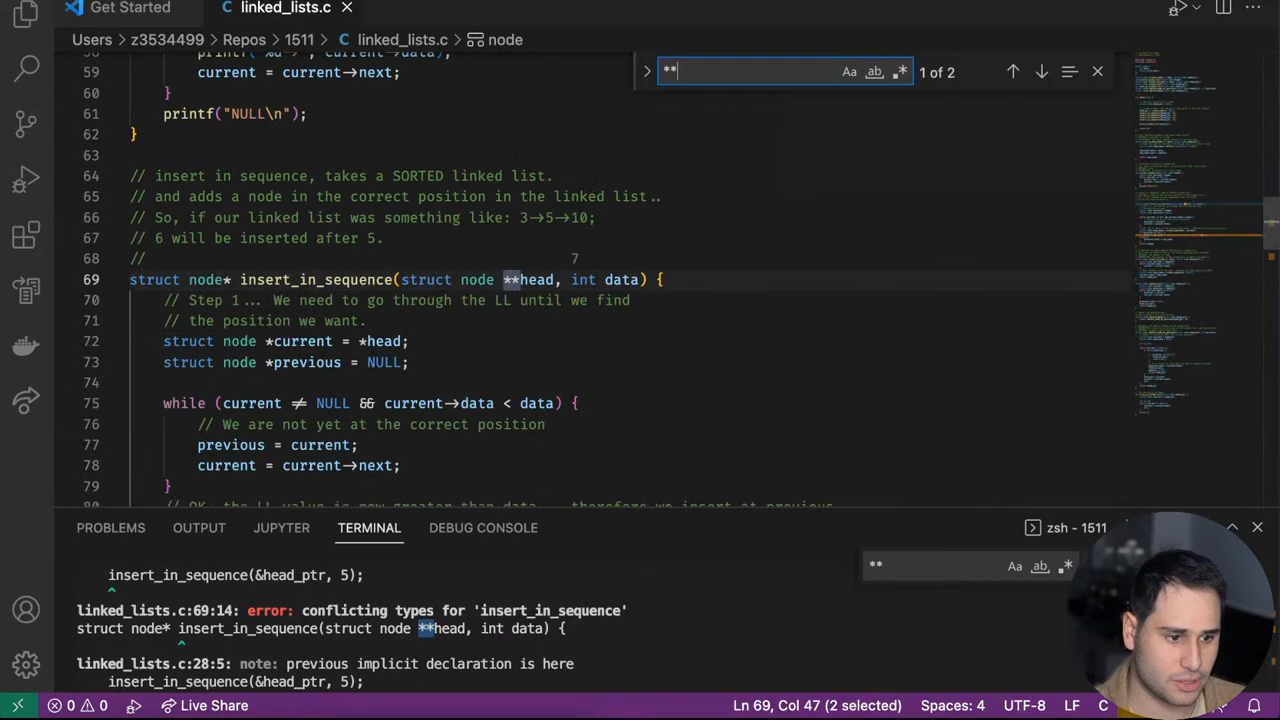 Get Started
linked_lists.c
Users > z3534499 > Repos > 1511 > linked_lists.c > node
58 printf("%d->", current->data);
59 current = current->next;
60 }
61 printf("NULL\n");
62 }
63
64 // insert in sequence, takes a SORTED linked list
65 // and adds a node in the correct position in the linked list..
66 // So, if our linked list was something like: ->5->10;
67 // 6 will be inserted after 5
68 // 7
69 struct node* insert_in_sequence(struct node **head, int data) {
70 // Step 1... We need to go through the ll until we find
71 // the position we want.
72 struct node *current = *head;
73 struct node *previous = NULL;
74
75 while (current ≠ NULL && current->data < data) {
76 // We are not yet at the correct position
77 previous = current;
78 current = current->next;
79 }
80 // OK, the LL value is now greater than data... therefore we insert at previous
**
Aa ab .*
1 of 2
PROBLEMS OUTPUT JUPYTER TERMINAL DEBUG CONSOLE
zsh - 1511
**
Aa ab .*
insert_in_sequence(&head_ptr, 5);
^
linked_lists.c:69:14: error: conflicting types for 'insert_in_sequence'
struct node* insert_in_sequence(struct node **head, int data) {
^
linked_lists.c:28:5: note: previous implicit declaration is here
insert_in_sequence(&head_ptr, 5);
0 0
Live Share
Ln 69, Col 47 (2 selected)
Spaces: 4
UTF-8
LF
C